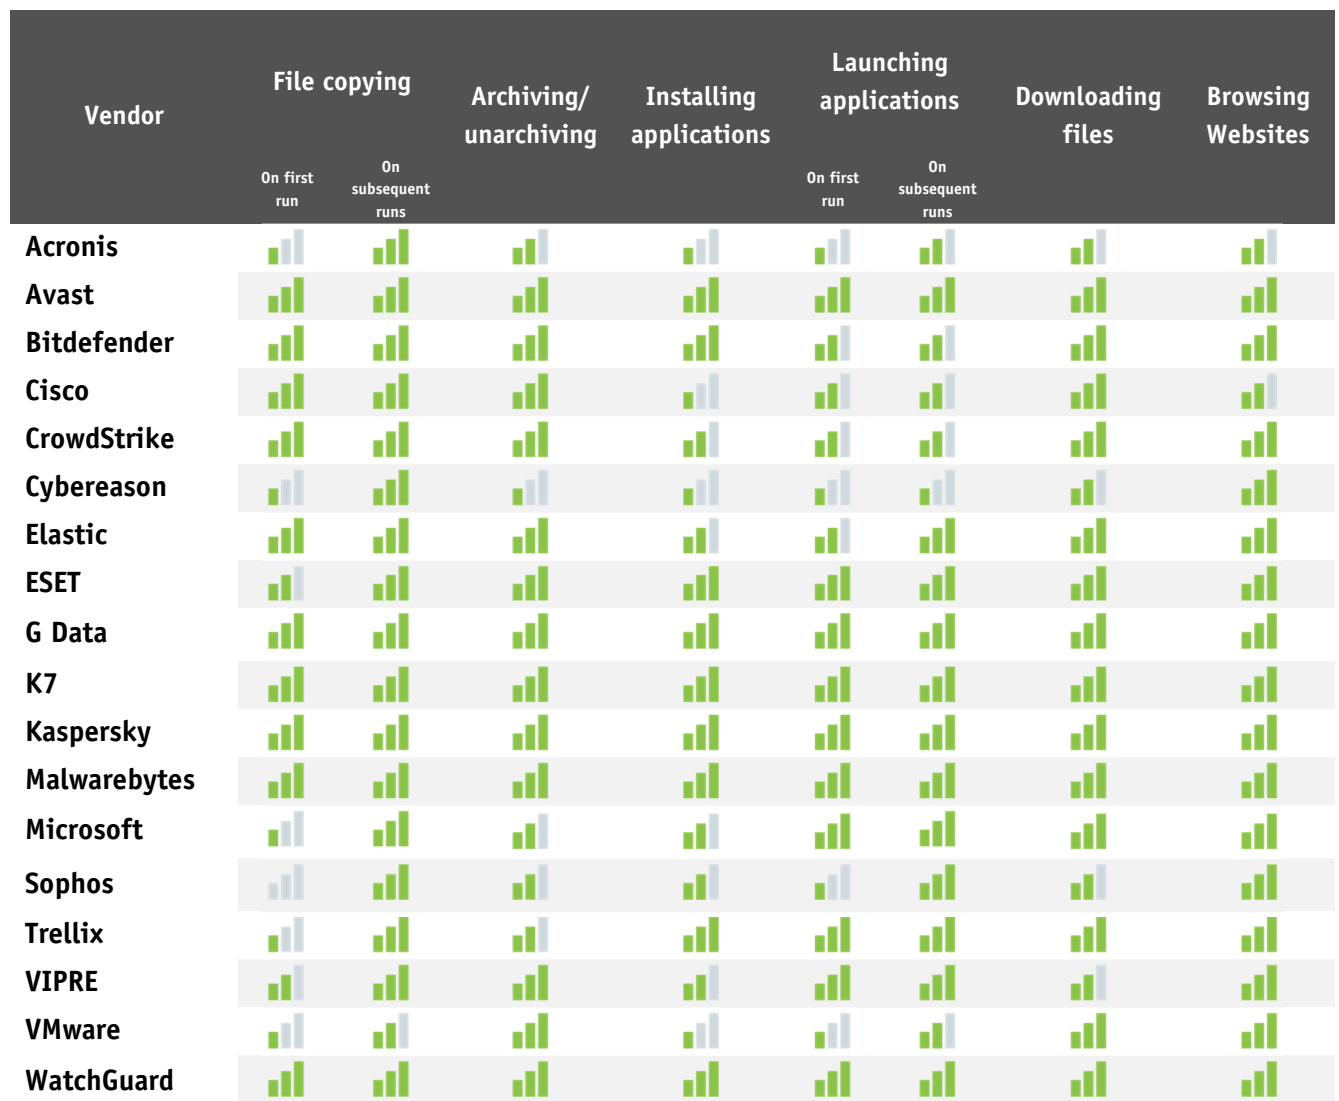 Vendor
File copying
Archiving/
unarchiving
Installing
applications
Launching
applications
Downloading
files
Browsing
Websites
On first
run
On
subsequent
runs
On first
run
On
subsequent
runs
Acronis
Avast
Bitdefender
Cisco
CrowdStrike
Cybereason
Elastic
ESET
G Data
K7
Kaspersky
Malwarebytes
Microsoft
Sophos
Trellix
VIPRE
VMware
WatchGuard